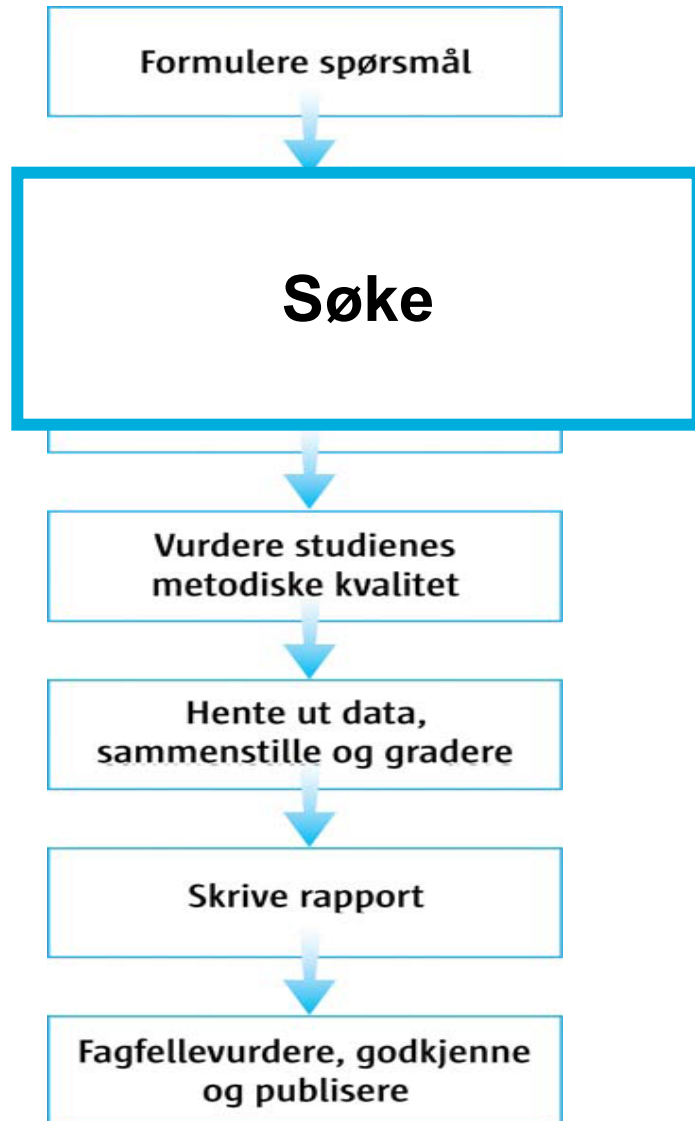 Formulere spørsmål
Søke
Vurdere studienes
metodiske kvalitet
Hente ut data,
sammenstille og gradere
Skrive rapport
Fagfellevurdere, godkjenne
og publisere